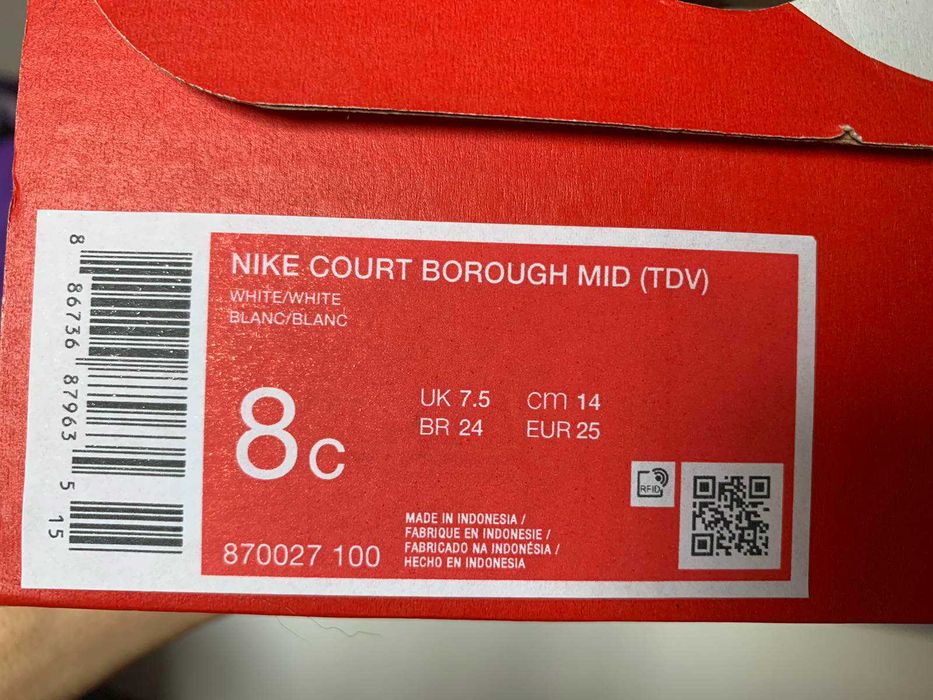 NIKE COURT BOROUGH MID (TDV)
WHITE/WHITE
BLANC/BLANC
8C
UK 7.5 CM 14
BR 24 EUR 25
RFID
MADE IN INDONESIA /
FABRIQUE EN INDONESIE /
FABRICADO NA INDONÉSIA /
HECHO EN INDONESIA
870027 100
8 86736 87963 5 15